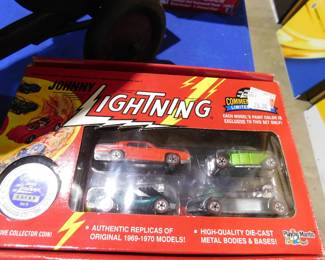 JOHNNY
LIGHTNING
COMMEMORATIVE
LIMITED
EACH MODEL'S PAINT COLOR IS
EXCLUSIVE TO THIS SET ONLY!
COLLECTOR COIN!
• AUTHENTIC REPLICAS OF
ORIGINAL 1969-1970 MODELS!
• HIGH-QUALITY DIE-CAST
METAL BODIES & BASES!
Playing Mantis